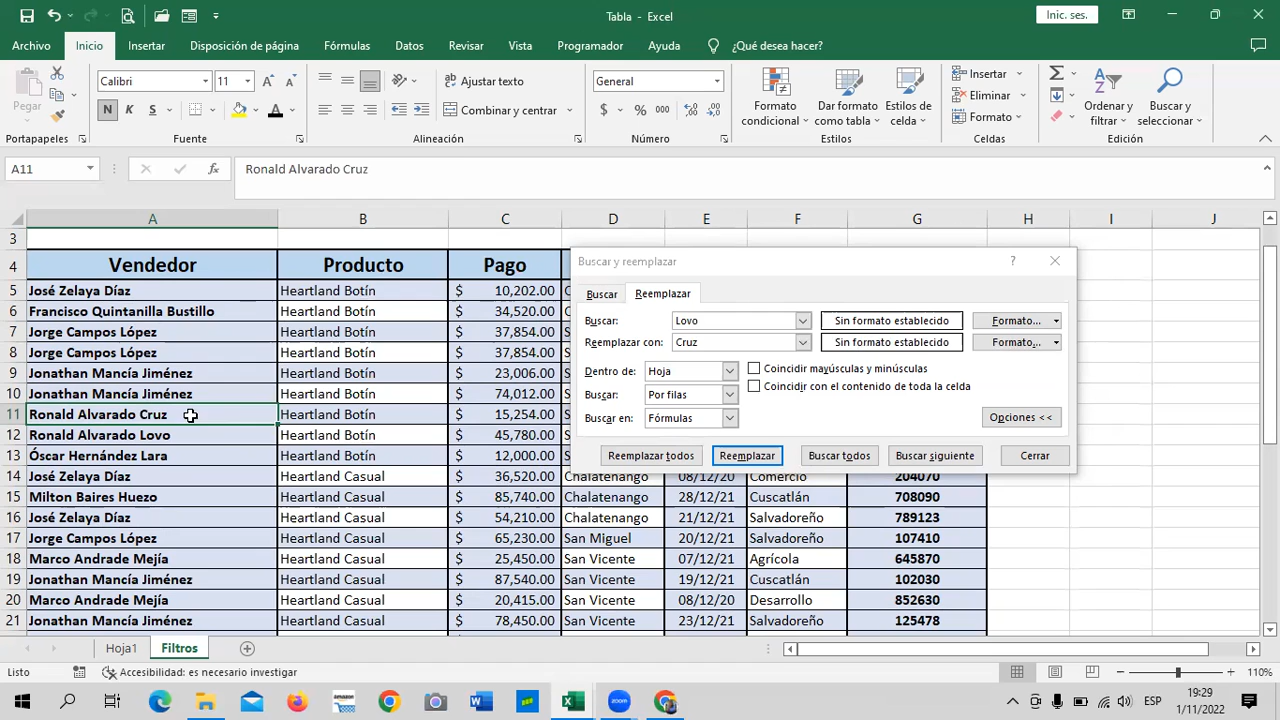 Tabla - Excel
Inic. ses.
Archivo Inicio Insertar Disposición de página Fórmulas Datos Revisar Vista Programador Ayuda ¿Qué desea hacer?
Pegar
Portapapeles
Calibri 11
N K S
Fuente
Ajustar texto
Combinar y centrar
Alineación
General
$ % 000
Número
Formato condicional
Dar formato como tabla
Estilos de celda
Estilos
Insertar
Eliminar
Formato
Celdas
Ordenar y filtrar
Buscar y seleccionar
Edición
A11 fx Ronald Alvarado Cruz
A B C D E F G H I J
3
4 Vendedor Producto Pago
5 José Zelaya Díaz Heartland Botín $ 10,202.00
6 Francisco Quintanilla Bustillo Heartland Botín $ 34,520.00
7 Jorge Campos López Heartland Botín $ 37,854.00
8 Jorge Campos López Heartland Botín $ 37,854.00
9 Jonathan Mancía Jiménez Heartland Botín $ 23,006.00
10 Jonathan Mancía Jiménez Heartland Botín $ 74,012.00
11 Ronald Alvarado Cruz Heartland Botín $ 15,254.00
12 Ronald Alvarado Lovo Heartland Botín $ 45,780.00
13 Óscar Hernández Lara Heartland Botín $ 12,000.00
14 José Zelaya Díaz Heartland Casual $ 36,520.00 Chalatenango 08/12/20 Comercio 204070
15 Milton Baires Huezo Heartland Casual $ 85,740.00 Chalatenango 28/12/21 Cuscatlán 708090
16 José Zelaya Díaz Heartland Casual $ 54,210.00 Chalatenango 21/12/21 Salvadoreño 789123
17 Jorge Campos López Heartland Casual $ 65,230.00 San Miguel 20/12/21 Salvadoreño 107410
18 Marco Andrade Mejía Heartland Casual $ 25,450.00 San Vicente 07/12/21 Agrícola 645870
19 Jonathan Mancía Jiménez Heartland Casual $ 87,540.00 San Vicente 19/12/21 Cuscatlán 102030
20 Marco Andrade Mejía Heartland Casual $ 20,415.00 San Vicente 08/12/20 Desarrollo 852630
21 Jonathan Mancía Jiménez Heartland Casual $ 78,450.00 San Vicente 23/12/21 Salvadoreño 125478
Buscar y reemplazar ?
Buscar Reemplazar
Buscar: Lovo Sin formato establecido Formato...
Reemplazar con: Cruz Sin formato establecido Formato...
Dentro de: Hoja Coincidir mayúsculas y minúsculas
Buscar: Por filas Coincidir con el contenido de toda la celda
Buscar en: Fórmulas Opciones <<
Reemplazar todos Reemplazar Buscar todos Buscar siguiente Cerrar
Hoja1 Filtros
Listo Accesibilidad: es necesario investigar 110%
ESP 19:29
1/11/2022